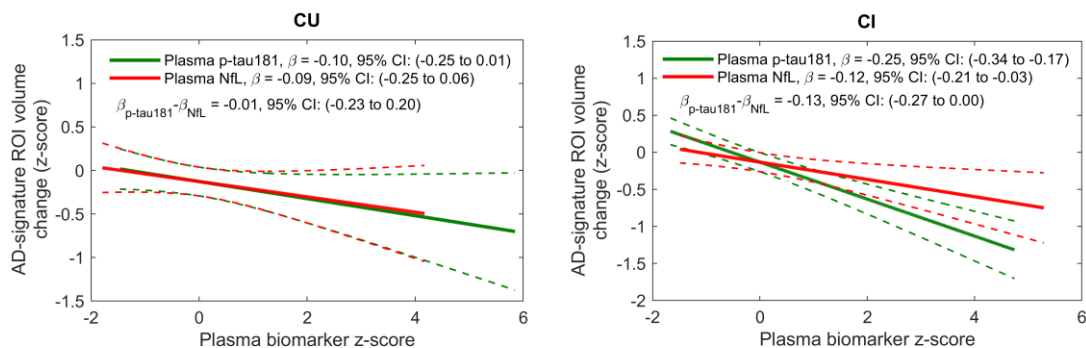 CU
1.5
1
0.5
0
-0.5
-1
-1.5
AD-signature ROI volume
change (z-score)
Plasma p-tau181, β = -0.10, 95% CI: (-0.25 to 0.01)
Plasma NfL, β = -0.09, 95% CI: (-0.25 to 0.06)
βp-tau181-βNfL = -0.01, 95% CI: (-0.23 to 0.20)
-2 0 2 4 6
Plasma biomarker z-score
CI
1.5
1
0.5
0
-0.5
-1
-1.5
-2
AD-signature ROI volume
change (z-score)
Plasma p-tau181, β = -0.25, 95% CI: (-0.34 to -0.17)
Plasma NfL, β = -0.12, 95% CI: (-0.21 to -0.03)
βp-tau181-βNfL = -0.13, 95% CI: (-0.27 to 0.00)
-2 0 2 4 6
Plasma biomarker z-score